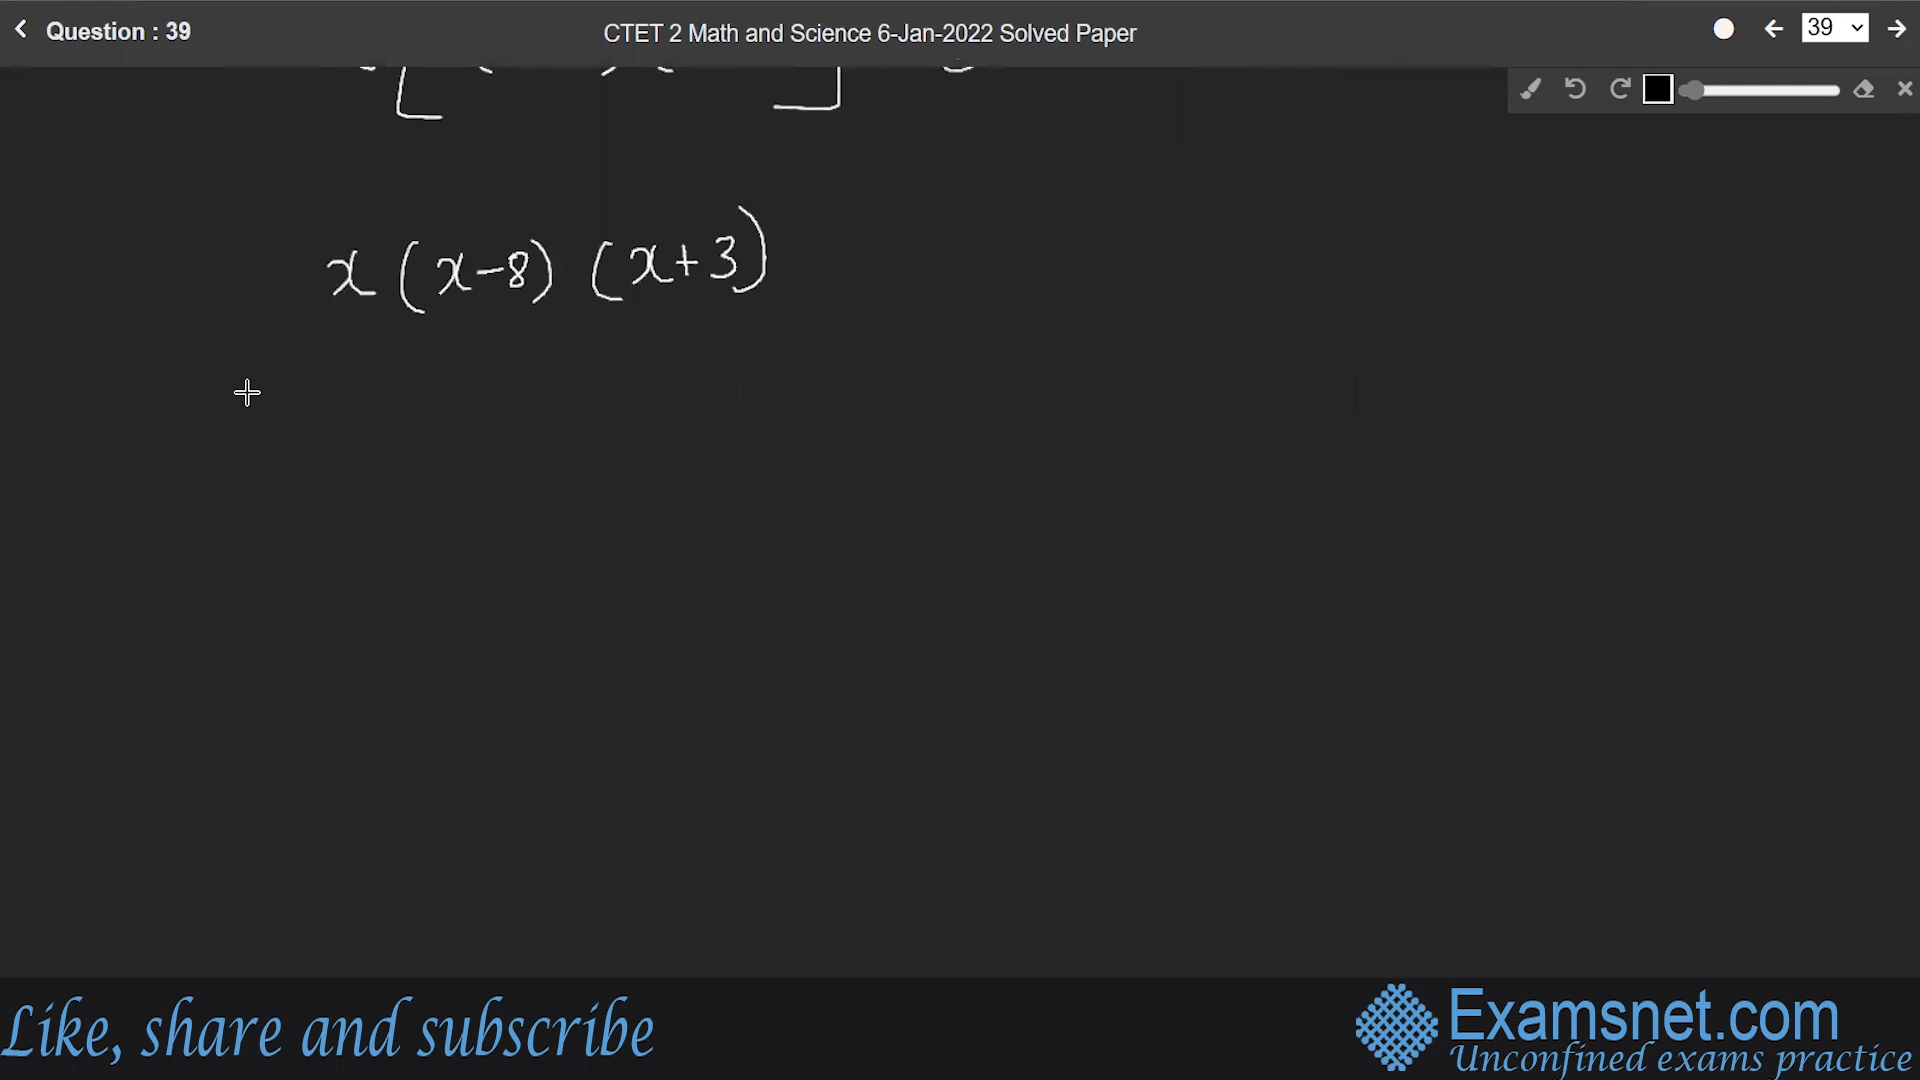 Question : 39
CTET 2 Math and Science 6-Jan-2022 Solved Paper
39
x (x-8) (x+3)
Like, share and subscribe
Examsnet.com
Unconfined exams practice